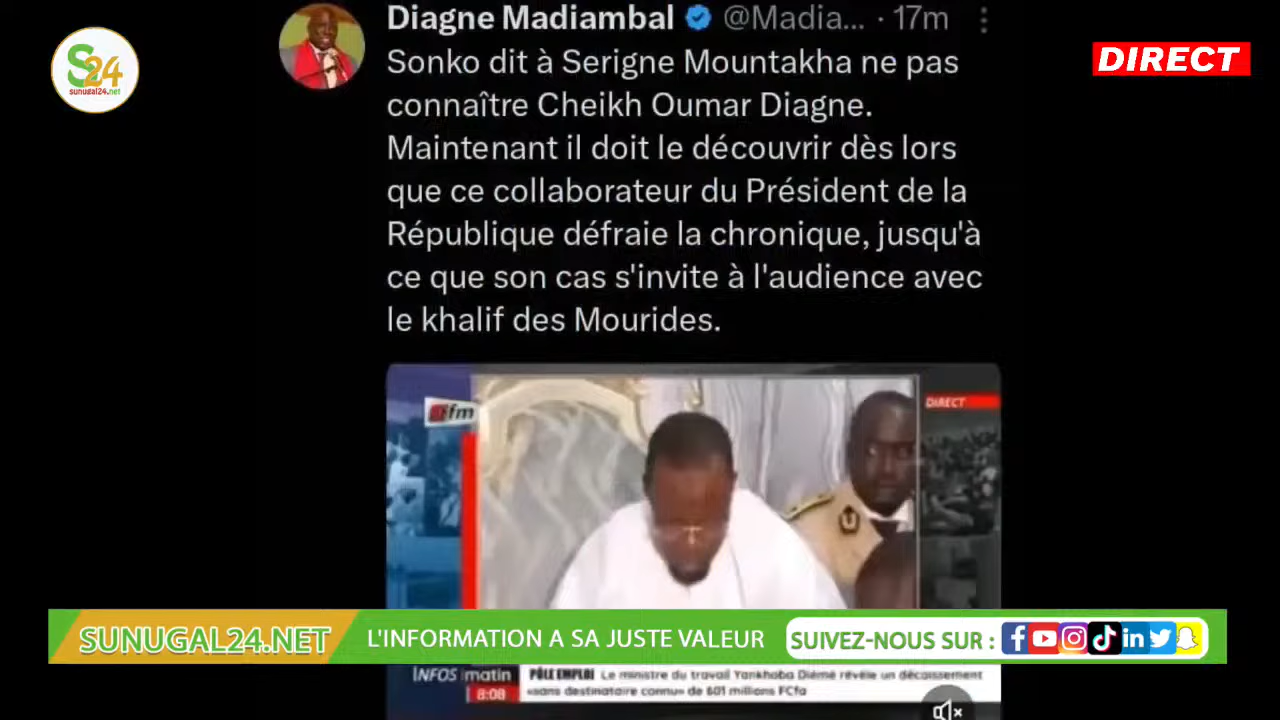 Diagne Madiambal @Madia... · 17m
S24
sunugal24.net
DIRECT
Sonko dit à Serigne Mountakha ne pas
connaître Cheikh Oumar Diagne.
Maintenant il doit le découvrir dès lors
que ce collaborateur du Président de la
République défraie la chronique, jusqu'à
ce que son cas s'invite à l'audience avec
le khalif des Mourides.
tfm
DIRECT
SUNUGAL24.NET L'INFORMATION A SA JUSTE VALEUR SUIVEZ-NOUS SUR :
INFOS matin
8:08
PÔLE EMPLOI Le ministre du travail Yankhoba Diémé révèle un décaissement
«sans destinataire connu» de 601 millions FCfa